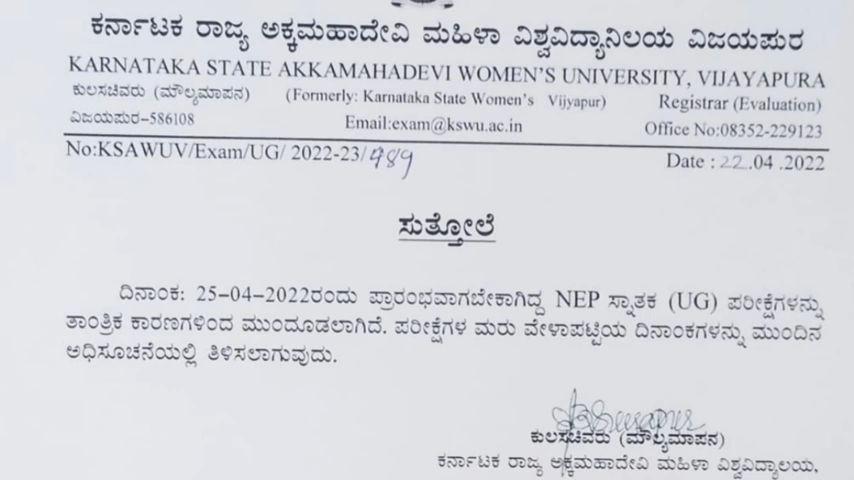 ಕರ್ನಾಟಕ ರಾಜ್ಯ ಅಕ್ಕಮಹಾದೇವಿ ಮಹಿಳಾ ವಿಶ್ವವಿದ್ಯಾನಿಲಯ ವಿಜಯಪುರ
KARNATAKA STATE AKKAMAHADEVI WOMEN'S UNIVERSITY, VIJAYAPURA
ಕುಲಸಚಿವರು (ಮೌಲ್ಯಮಾಪನ) (Formerly: Karnataka State Women's Vijyapur) Registrar (Evaluation)
ವಿಜಯಪುರ-586108 Email:exam@kswu.ac.in Office No:08352-229123
No:KSAWUV/Exam/UG/ 2022-23/489 Date : 22.04 .2022
ಸುತ್ತೋಲೆ
ದಿನಾಂಕ: 25-04-2022ರಂದು ಪ್ರಾರಂಭವಾಗಬೇಕಾಗಿದ್ದ NEP ಸ್ನಾತಕ (UG) ಪರೀಕ್ಷೆಗಳನ್ನು
ತಾಂತ್ರಿಕ ಕಾರಣಗಳಿಂದ ಮುಂದೂಡಲಾಗಿದೆ. ಪರೀಕ್ಷೆಗಳ ಮರು ವೇಳಾಪಟ್ಟಿಯ ದಿನಾಂಕಗಳನ್ನು ಮುಂದಿನ
ಅಧಿಸೂಚನೆಯಲ್ಲಿ ತಿಳಿಸಲಾಗುವುದು.
ಕುಲಸಚಿವರು (ಮೌಲ್ಯಮಾಪನ)
ಕರ್ನಾಟಕ ರಾಜ್ಯ ಅಕ್ಕಮಹಾದೇವಿ ಮಹಿಳಾ ವಿಶ್ವವಿದ್ಯಾಲಯ,